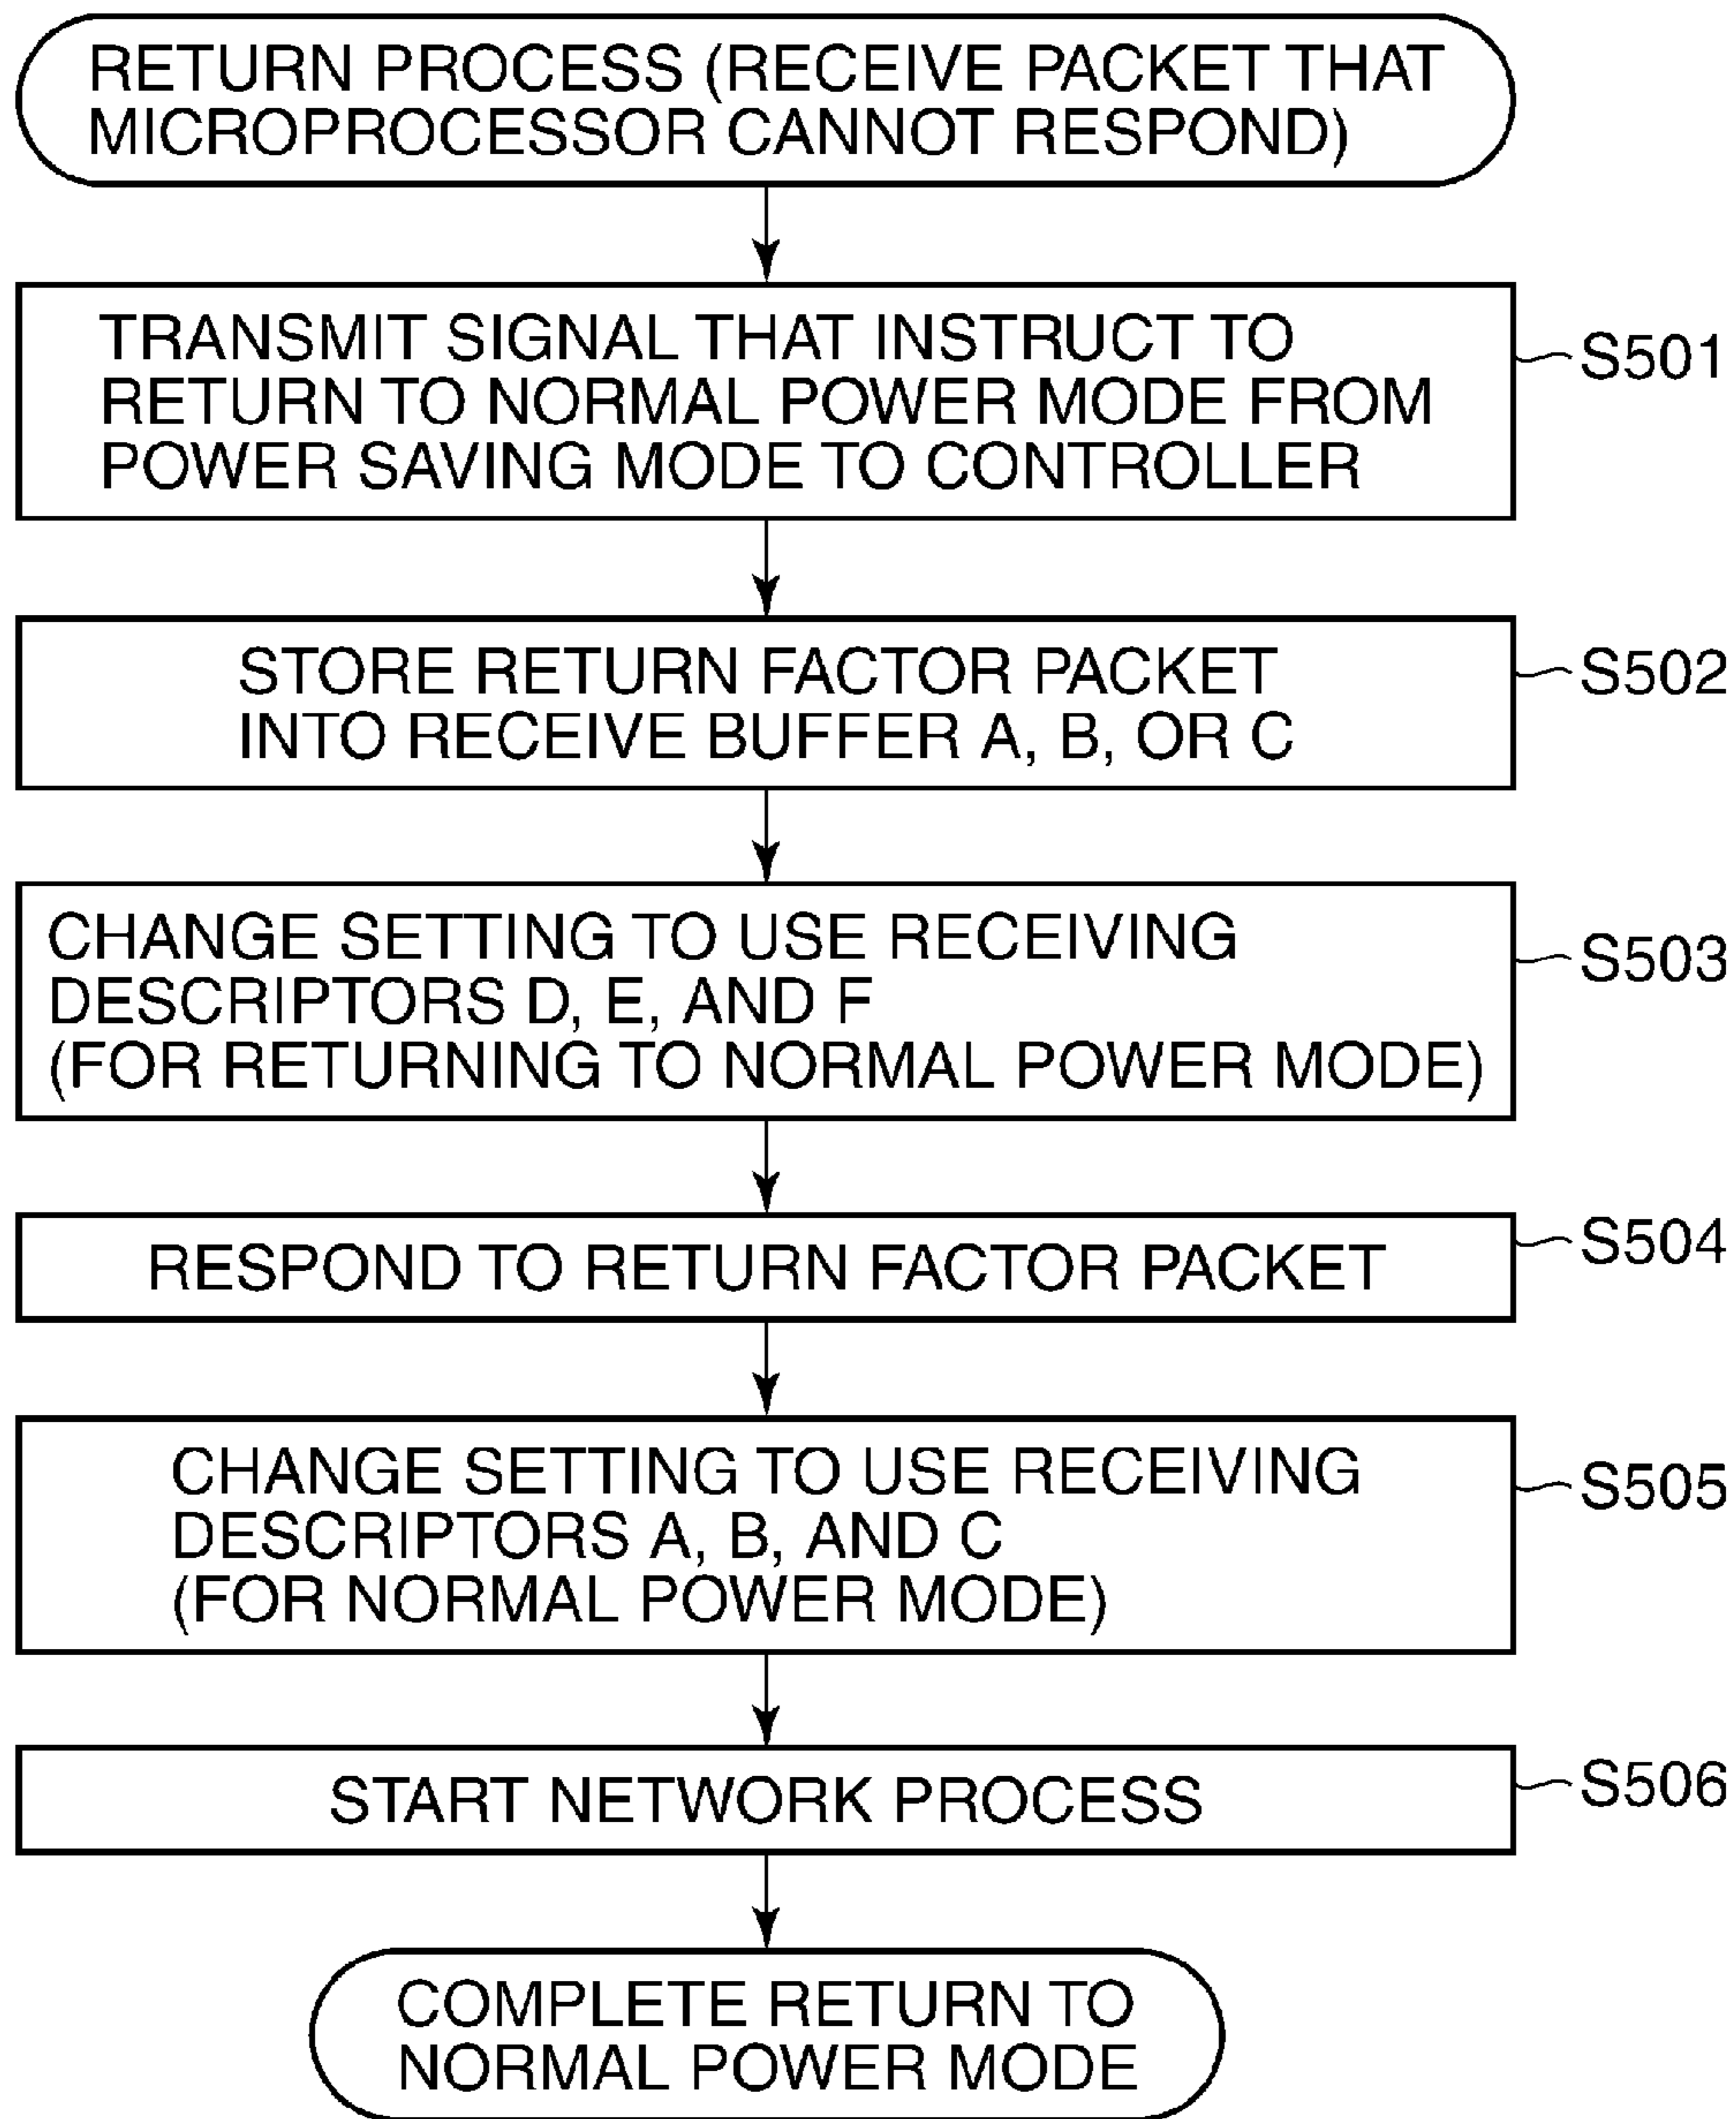 RETURN PROCESS (RECEIVE PACKET THAT
MICROPROCESSOR CANNOT RESPOND)
TRANSMIT SIGNAL THAT INSTRUCT TO
RETURN TO NORMAL POWER MODE FROM
POWER SAVING MODE TO CONTROLLER
S501
STORE RETURN FACTOR PACKET
INTO RECEIVE BUFFER A, B, OR C
S502
CHANGE SETTING TO USE RECEIVING
DESCRIPTORS D, E, AND F
(FOR RETURNING TO NORMAL POWER MODE)
S503
RESPOND TO RETURN FACTOR PACKET
S504
CHANGE SETTING TO USE RECEIVING
DESCRIPTORS A, B, AND C
(FOR NORMAL POWER MODE)
S505
START NETWORK PROCESS
S506
COMPLETE RETURN TO
NORMAL POWER MODE